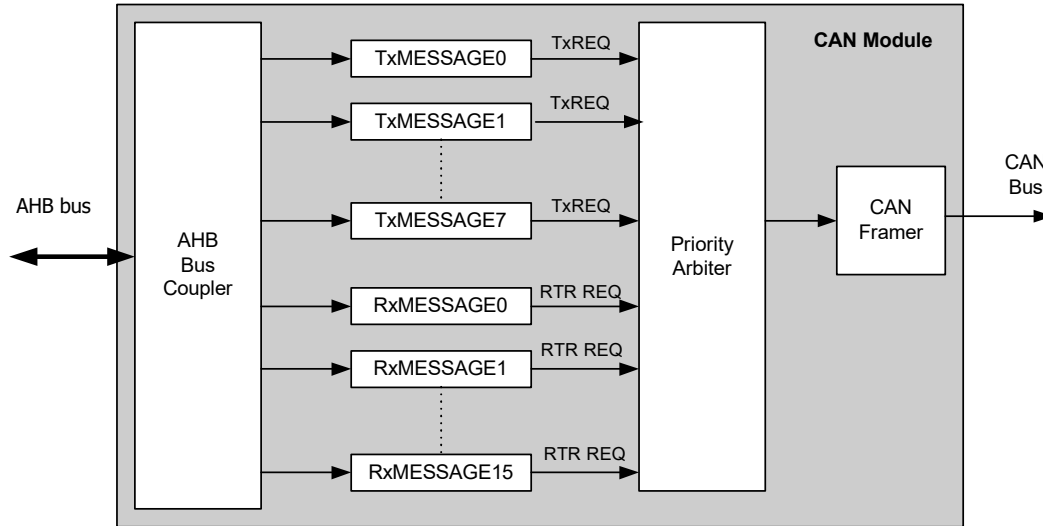 CAN Module
AHB bus
AHB
Bus
Coupler
TxMESSAGE0
TxREQ
TxMESSAGE1
TxREQ
TxMESSAGE7
TxREQ
RxMESSAGE0
RTR REQ
RxMESSAGE1
RTR REQ
RxMESSAGE15
RTR REQ
Priority
Arbiter
CAN
Framer
CAN
Bus